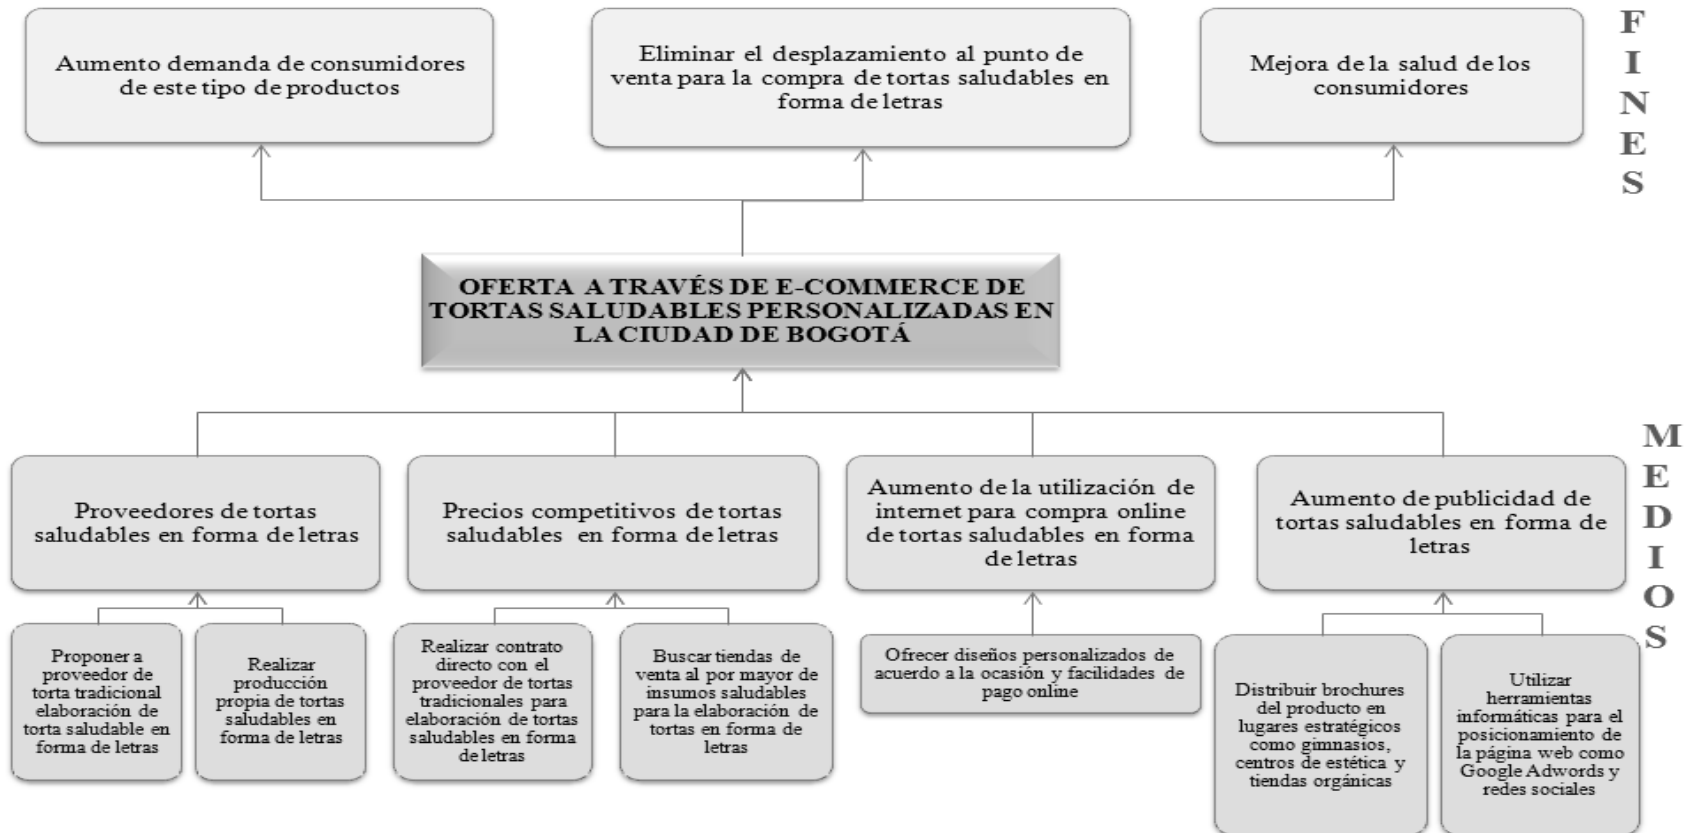 Aumento demanda de consumidores
de este tipo de productos
Eliminar el desplazamiento al punto de
venta para la compra de tortas saludables en
forma de letras
Mejora de la salud de los
consumidores
F
I
N
E
S
OFERTA A TRAVÉS DE E-COMMERCE DE
TORTAS SALUDABLES PERSONALIZADAS EN
LA CIUDAD DE BOGOTÁ
Proveedores de tortas
saludables en forma de letras
Precios competitivos de tortas
saludables en forma de letras
Aumento de la utilización de
internet para compra online
de tortas saludables en forma
de letras
Aumento de publicidad de
tortas saludables en forma de
letras
M
E
D
I
O
S
Proponer a
proveedor de
torta tradicional
elaboración de
torta saludable en
forma de letras
Realizar
producción
propia de tortas
saludables en
forma de letras
Realizar contrato
directo con el
proveedor de tortas
tradicionales para
elaboración de tortas
saludables en forma
de letras
Buscar tiendas de
venta al por mayor de
insumos saludables
para la elaboración de
tortas en forma de
letras
Ofrecer diseños personalizados de
acuerdo a la ocasión y facilidades de
pago online
Distribuir brochures
del producto en
lugares estratégicos
como gimnasios,
centros de estética y
tiendas orgánicas
Utilizar
herramientas
informáticas para el
posicionamiento de
la página web como
Google Adwords y
redes sociales